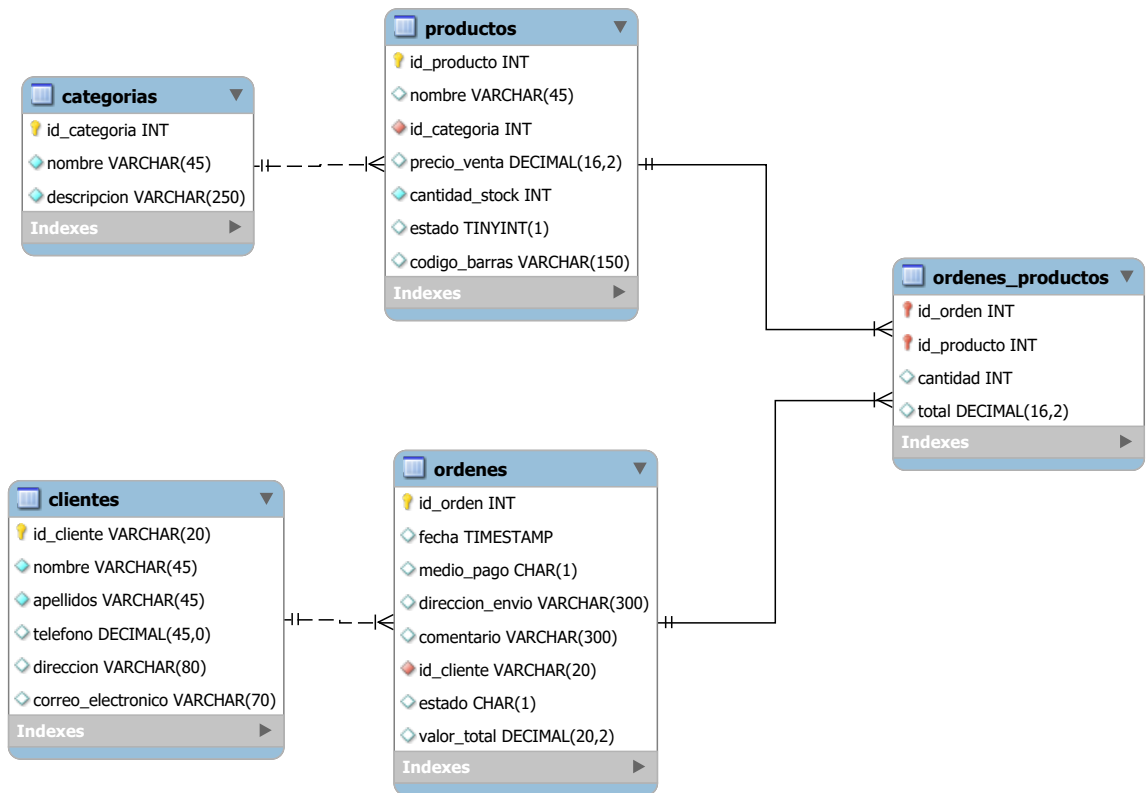 categorias
id_categoria INT
nombre VARCHAR(45)
descripcion VARCHAR(250)
Indexes
productos
id_producto INT
nombre VARCHAR(45)
id_categoria INT
precio_venta DECIMAL(16,2)
cantidad_stock INT
estado TINYINT(1)
codigo_barras VARCHAR(150)
Indexes
ordenes_productos
id_orden INT
id_producto INT
cantidad INT
total DECIMAL(16,2)
Indexes
clientes
id_cliente VARCHAR(20)
nombre VARCHAR(45)
apellidos VARCHAR(45)
telefono DECIMAL(45,0)
direccion VARCHAR(80)
correo_electronico VARCHAR(70)
Indexes
ordenes
id_orden INT
fecha TIMESTAMP
medio_pago CHAR(1)
direccion_envio VARCHAR(300)
comentario VARCHAR(300)
id_cliente VARCHAR(20)
estado CHAR(1)
valor_total DECIMAL(20,2)
Indexes